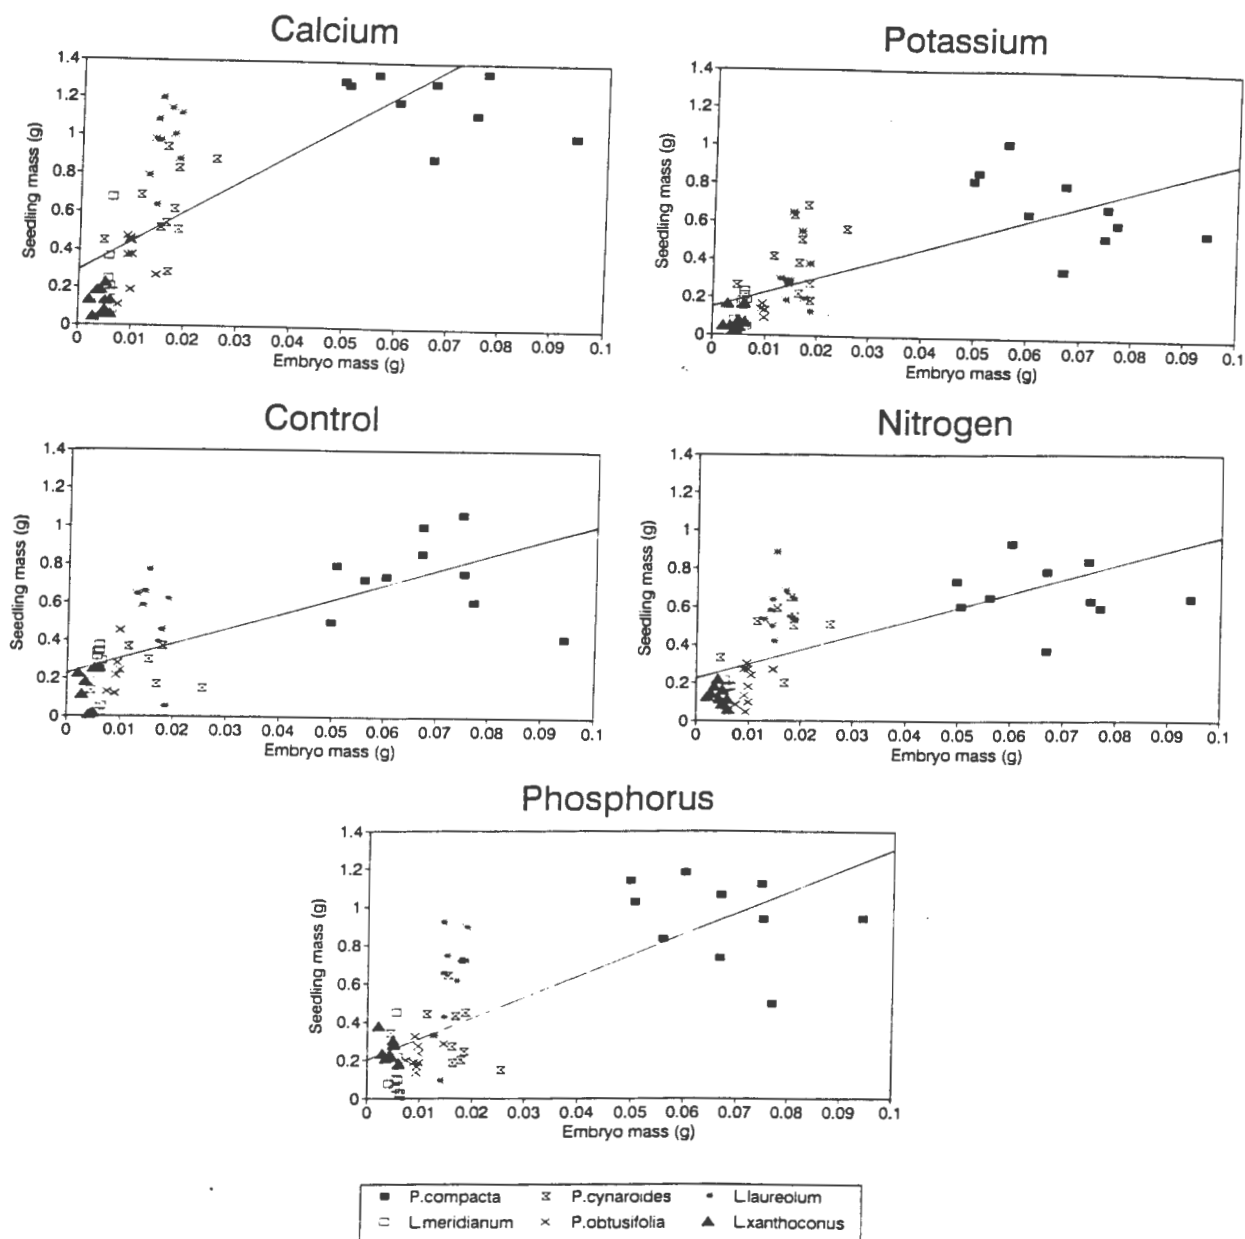 Calcium
1.4
1.2
1
0.8
0.6
0.4
0.2
0
Seedling mass (g)
0 0.01 0.02 0.03 0.04 0.05 0.06 0.07 0.08 0.09 0.1
Embryo mass (g)
Potassium
1.4
1.2
1
0.8
0.6
0.4
0.2
0
Seedling mass (g)
0 0.01 0.02 0.03 0.04 0.05 0.06 0.07 0.08 0.09 0.1
Embryo mass (g)
Control
1.4
1.2
1
0.8
0.6
0.4
0.2
0
Seedling mass (g)
0 0.01 0.02 0.03 0.04 0.05 0.06 0.07 0.08 0.09 0.1
Embryo mass (g)
Nitrogen
1.4
1.2
1
0.8
0.6
0.4
0.2
0
Seedling mass (g)
0 0.01 0.02 0.03 0.04 0.05 0.06 0.07 0.08 0.09 0.1
Embryo mass (g)
Phosphorus
1.4
1.2
1
0.8
0.6
0.4
0.2
0
Seedling mass (g)
0 0.01 0.02 0.03 0.04 0.05 0.06 0.07 0.08 0.09 0.1
Embryo mass (g)
P.compacta P.cynaroides L.laureolum
L.meridianum P.obtusifolia L.xanthoconus